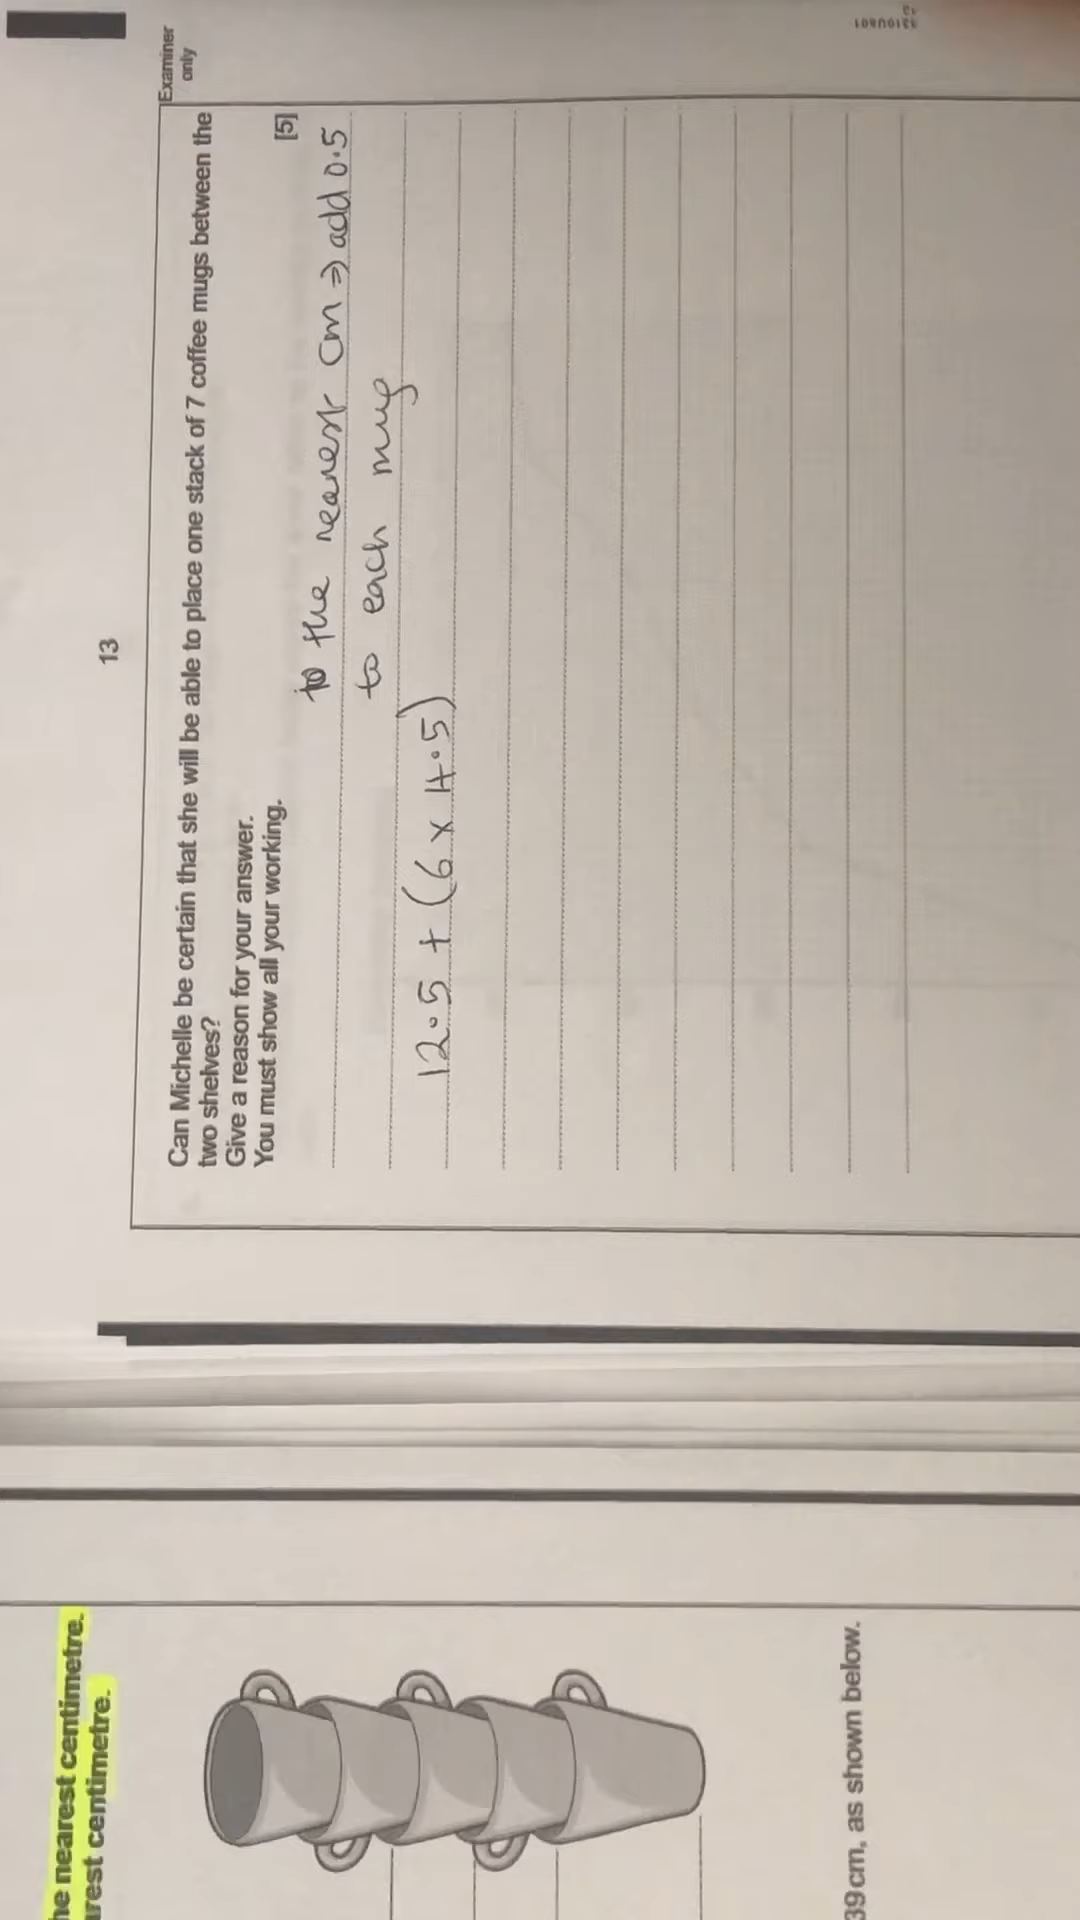 13
Examiner
only
Can Michelle be certain that she will be able to place one stack of 7 coffee mugs between the
two shelves?
Give a reason for your answer.
You must show all your working.
[5]
to the nearest cm ⇒ add 0.5
to each mug
12.5 + (6 × 4.5)
he nearest centimetre.
rest centimetre.
39cm, as shown below.